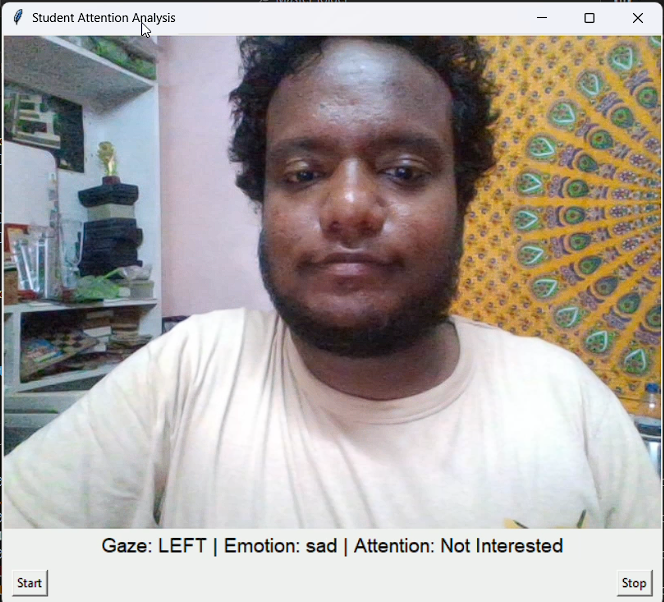 Student Attention Analysis
Gaze: LEFT | Emotion: sad | Attention: Not Interested
Start
Stop